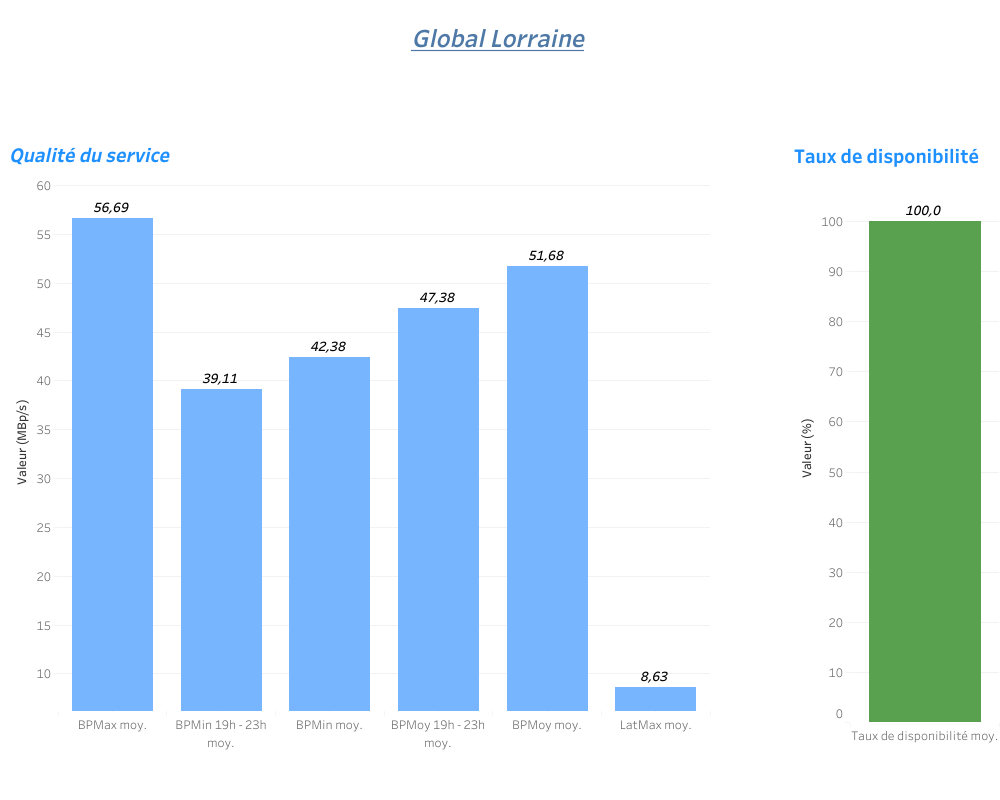 Global Lorraine
Qualité du service
60
55
50
45
40
35
30
25
20
15
10
Valeur (MBp/s)
56,69
39,11
42,38
47,38
51,68
8,63
BPMax moy.
BPMin 19h - 23h
moy.
BPMin moy.
BPMoy 19h - 23h
moy.
BPMoy moy.
LatMax moy.
Taux de disponibilité
100,0
100
90
80
70
60
50
40
30
20
10
0
Valeur (%)
Taux de disponibilité moy.